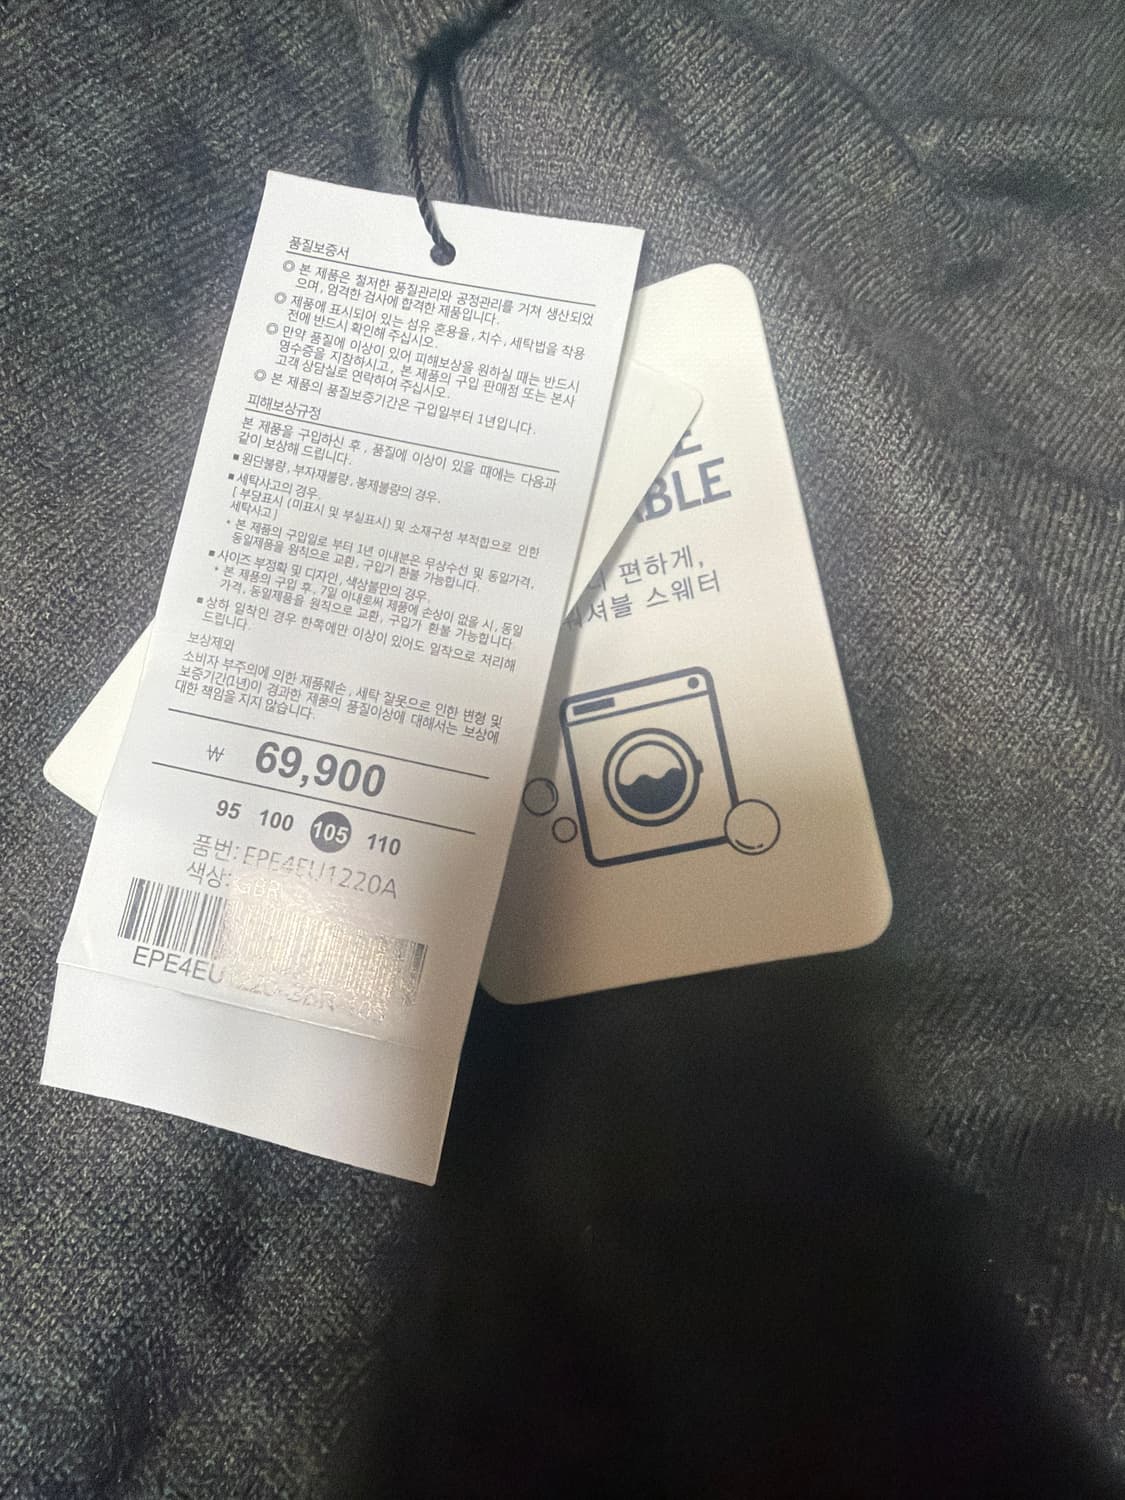 품질보증서
◎ 본 제품은 철저한 품질관리와 공정관리를 거쳐 생산되었
으며, 엄격한 검사에 합격한 제품입니다.
◎ 제품에 표시되어 있는 섬유 혼용율, 치수, 세탁법을 착용
전에 반드시 확인해 주십시오.
◎ 만약 품질에 이상이 있어 피해보상을 원하실 때는 반드시
영수증을 지참하시고, 본 제품의 구입 판매점 또는 본사
고객 상담실로 연락하여 주십시오.
◎ 본 제품의 품질보증기간은 구입일부터 1년입니다.
피해보상규정
본 제품을 구입하신 후, 품질에 이상이 있을 때에는 다음과
같이 보상해 드립니다.
■ 원단불량, 부자재불량, 봉제불량의 경우.
■ 세탁사고의 경우.
[ 부당표시 (미표시 및 부실표시) 및 소재구성 부적합으로 인한
세탁사고]
* 본 제품의 구입일로 부터 1년 이내분은 무상수선 및 동일가격,
동일제품을 원칙으로 교환, 구입가 환불 가능합니다.
■ 사이즈 부정확 및 디자인, 색상불만의 경우.
* 본 제품의 구입 후, 7일 이내로써 제품에 손상이 없을 시, 동일
가격, 동일제품을 원칙으로 교환, 구입가 환불 가능합니다.
■ 상하 일착인 경우 한쪽에만 이상이 있어도 일착으로 처리해
드립니다.
보상제외
소비자 부주의에 의한 제품훼손, 세탁 잘못으로 인한 변형 및
보증기간(1년)이 경과한 제품의 품질이상에 대해서는 보상에
대한 책임을 지지 않습니다.
₩ 69,900
95 100 105 110
품번: EPE4EU1220A
색상: GBR
EPE4EU
편하게,
스웨터